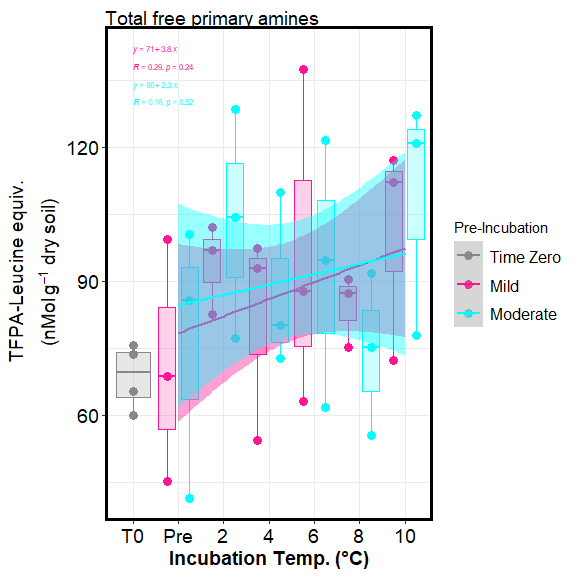 Total free primary amines
y = 71+3.8 x
R = 0.29, p = 0.24
y = 80+2.3 x
R = 0.16, p = 0.52
120
90
60
TFPA-Leucine equiv.
(nMol g⁻¹ dry soil)
T0 Pre 2 4 6 8 10
Incubation Temp. (°C)
Pre-Incubation
Time Zero
Mild
Moderate